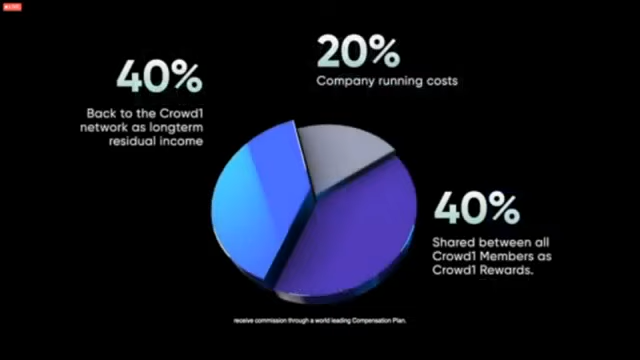 40%
Back to the Crowd1
network as longterm
residual income
20%
Company running costs
40%
Shared between all
Crowd1 Members as
Crowd1 Rewards.
receive commission through a world leading Compensation Plan.